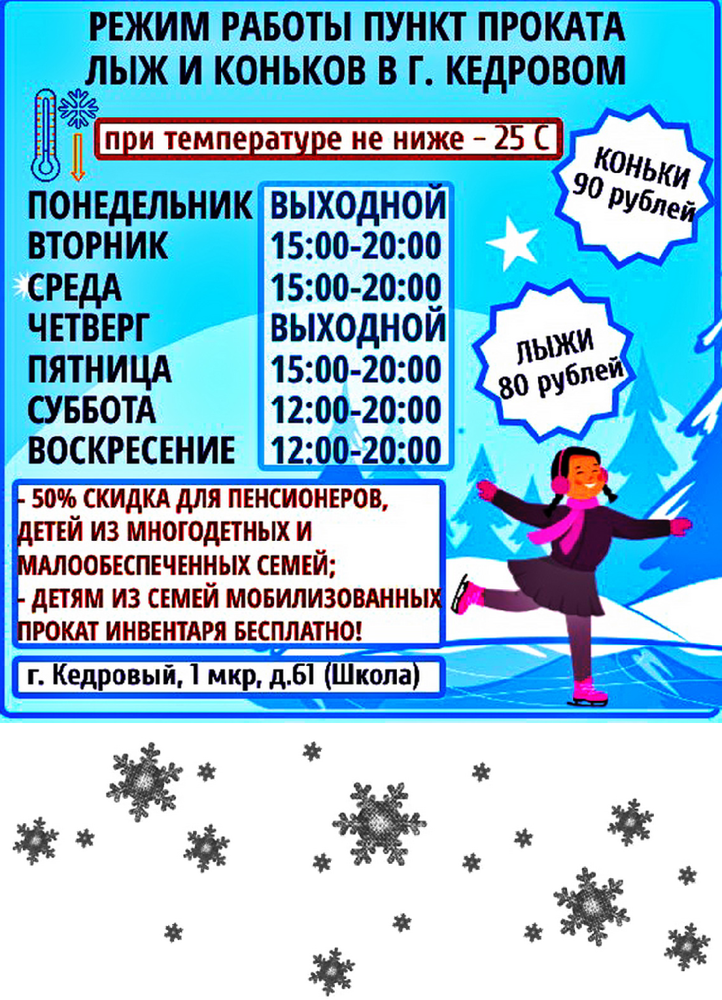 РЕЖИМ РАБОТЫ ПУНКТ ПРОКАТА
ЛЫЖ И КОНЬКОВ В Г. КЕДРОВОМ
при температуре не ниже - 25 С
КОНЬКИ
90 рублей
ПОНЕДЕЛЬНИК ВЫХОДНОЙ
ВТОРНИК 15:00-20:00
СРЕДА 15:00-20:00
ЧЕТВЕРГ ВЫХОДНОЙ
ПЯТНИЦА 15:00-20:00
СУББОТА 12:00-20:00
ВОСКРЕСЕНИЕ 12:00-20:00
ЛЫЖИ
80 рублей
- 50% СКИДКА ДЛЯ ПЕНСИОНЕРОВ,
ДЕТЕЙ ИЗ МНОГОДЕТНЫХ И
МАЛООБЕСПЕЧЕННЫХ СЕМЕЙ;
- ДЕТЯМ ИЗ СЕМЕЙ МОБИЛИЗОВАННЫХ
ПРОКАТ ИНВЕНТАРЯ БЕСПЛАТНО!
г. Кедровый, 1 мкр, д.61 (Школа)